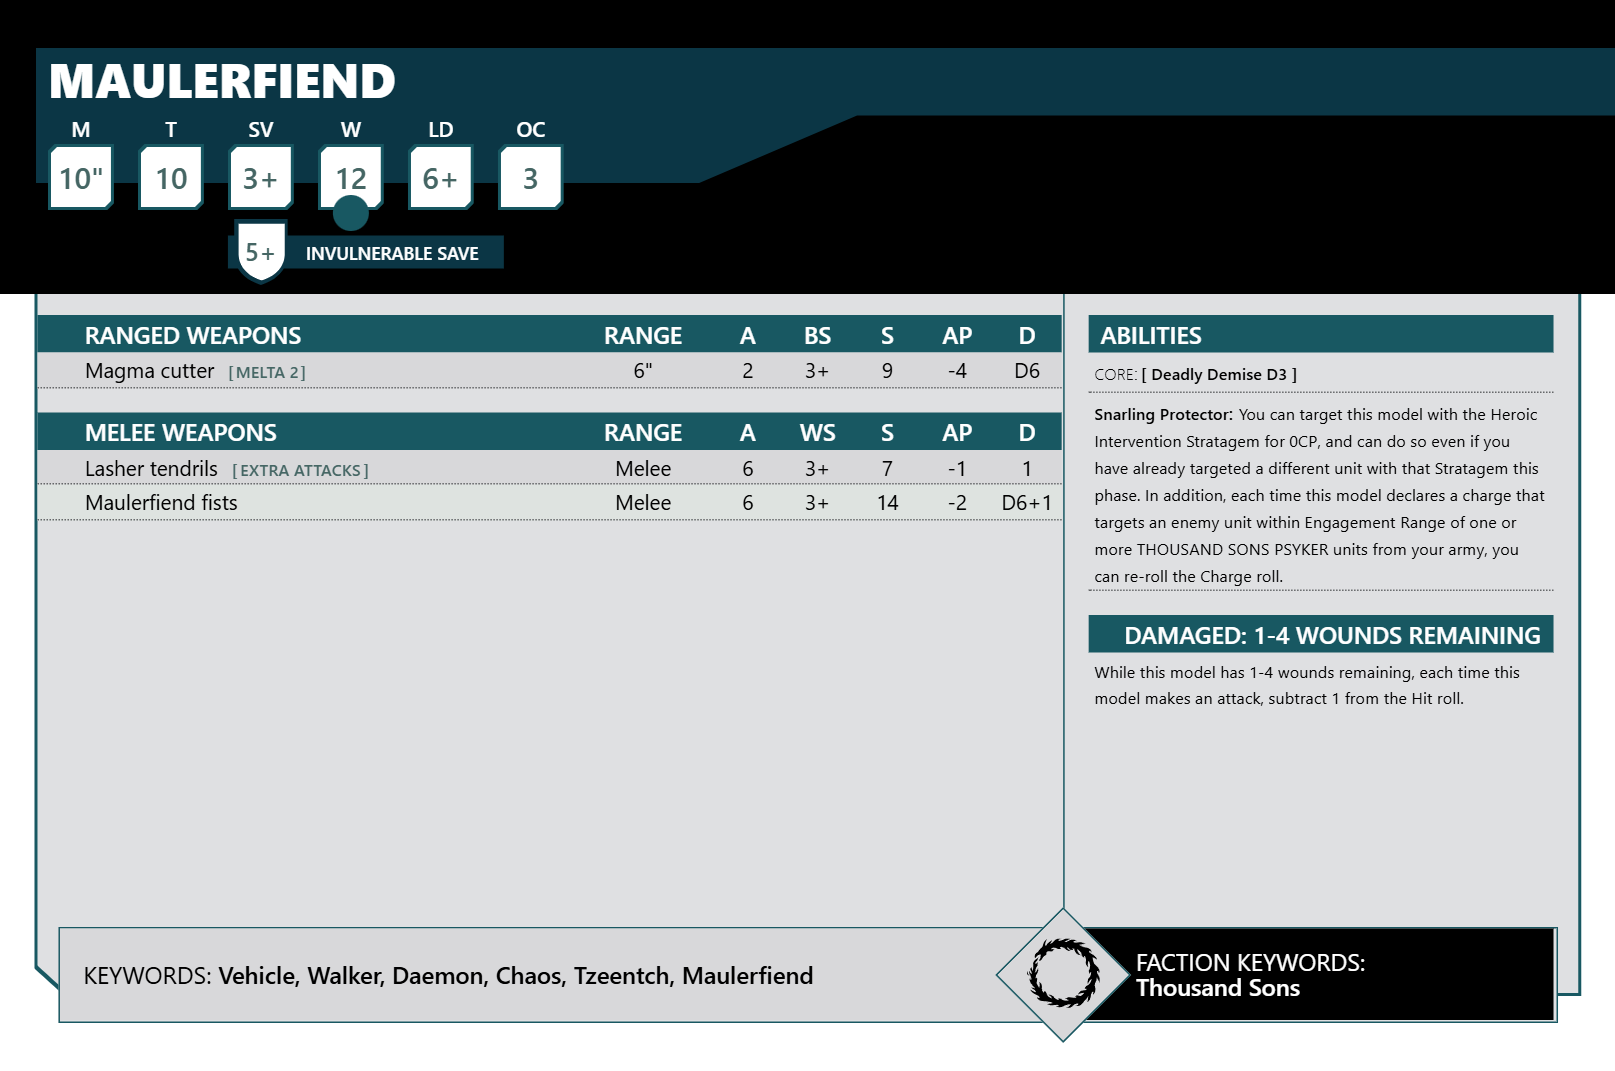 MAULERFIEND
M T SV W LD OC
10" 10 3+ 12 6+ 3
5+ INVULNERABLE SAVE
RANGED WEAPONS RANGE A BS S AP D
Magma cutter [MELTA 2] 6" 2 3+ 9 -4 D6
MELEE WEAPONS RANGE A WS S AP D
Lasher tendrils [EXTRA ATTACKS] Melee 6 3+ 7 -1 1
Maulerfiend fists Melee 6 3+ 14 -2 D6+1
ABILITIES
CORE: [ Deadly Demise D3 ]
Snarling Protector: You can target this model with the Heroic
Intervention Stratagem for 0CP, and can do so even if you
have already targeted a different unit with that Stratagem this
phase. In addition, each time this model declares a charge that
targets an enemy unit within Engagement Range of one or
more THOUSAND SONS PSYKER units from your army, you
can re-roll the Charge roll.
DAMAGED: 1-4 WOUNDS REMAINING
While this model has 1-4 wounds remaining, each time this
model makes an attack, subtract 1 from the Hit roll.
KEYWORDS: Vehicle, Walker, Daemon, Chaos, Tzeentch, Maulerfiend
FACTION KEYWORDS:
Thousand Sons